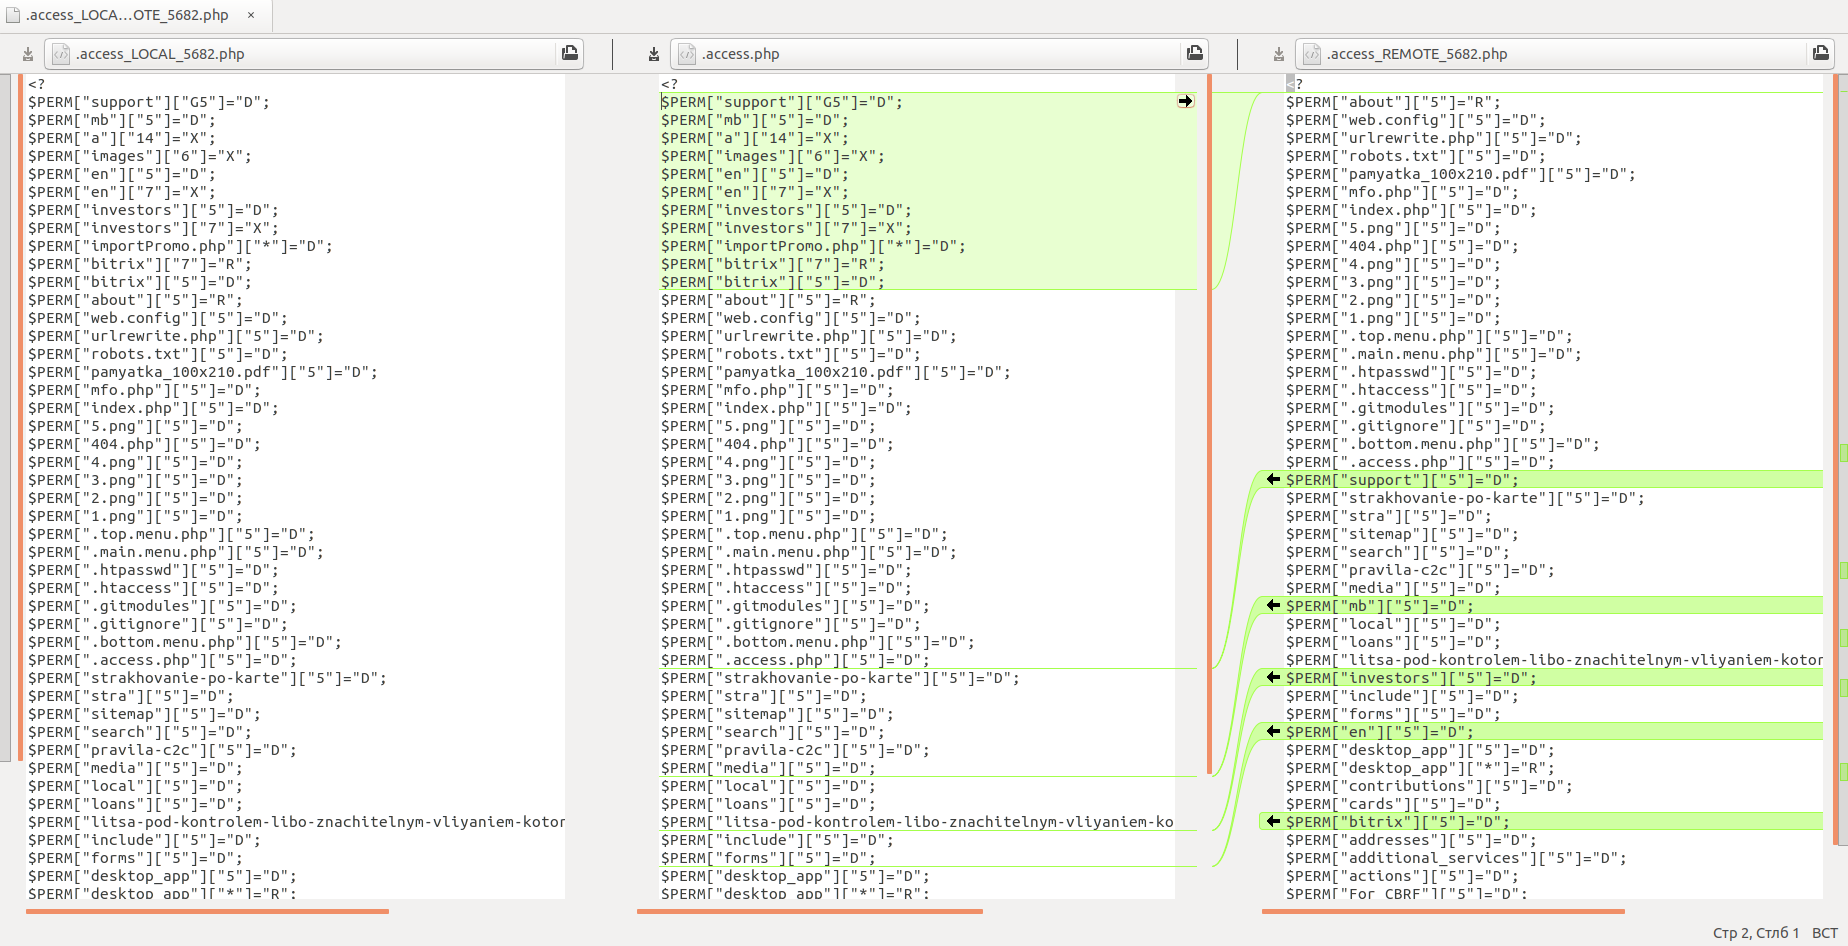 .access_LOCA…OTE_5682.php ×
.access_LOCAL_5682.php
.access.php
.access_REMOTE_5682.php
<?
$PERM["support"]["G5"]="D";
$PERM["mb"]["5"]="D";
$PERM["a"]["14"]="X";
$PERM["images"]["6"]="X";
$PERM["en"]["5"]="D";
$PERM["en"]["7"]="X";
$PERM["investors"]["5"]="D";
$PERM["investors"]["7"]="X";
$PERM["importPromo.php"]["*"]="D";
$PERM["bitrix"]["7"]="R";
$PERM["bitrix"]["5"]="D";
$PERM["about"]["5"]="R";
$PERM["web.config"]["5"]="D";
$PERM["urlrewrite.php"]["5"]="D";
$PERM["robots.txt"]["5"]="D";
$PERM["pamyatka_100x210.pdf"]["5"]="D";
$PERM["mfo.php"]["5"]="D";
$PERM["index.php"]["5"]="D";
$PERM["5.png"]["5"]="D";
$PERM["404.php"]["5"]="D";
$PERM["4.png"]["5"]="D";
$PERM["3.png"]["5"]="D";
$PERM["2.png"]["5"]="D";
$PERM["1.png"]["5"]="D";
$PERM[".top.menu.php"]["5"]="D";
$PERM[".main.menu.php"]["5"]="D";
$PERM[".htpasswd"]["5"]="D";
$PERM[".htaccess"]["5"]="D";
$PERM[".gitmodules"]["5"]="D";
$PERM[".gitignore"]["5"]="D";
$PERM[".bottom.menu.php"]["5"]="D";
$PERM[".access.php"]["5"]="D";
$PERM["strakhovanie-po-karte"]["5"]="D";
$PERM["stra"]["5"]="D";
$PERM["sitemap"]["5"]="D";
$PERM["search"]["5"]="D";
$PERM["pravila-c2c"]["5"]="D";
$PERM["media"]["5"]="D";
$PERM["local"]["5"]="D";
$PERM["loans"]["5"]="D";
$PERM["litsa-pod-kontrolem-libo-znachitelnym-vliyaniem-kotor
$PERM["include"]["5"]="D";
$PERM["forms"]["5"]="D";
$PERM["desktop_app"]["5"]="D";
$PERM["desktop_app"]["*"]="R";
<?
$PERM["support"]["G5"]="D";
$PERM["mb"]["5"]="D";
$PERM["a"]["14"]="X";
$PERM["images"]["6"]="X";
$PERM["en"]["5"]="D";
$PERM["en"]["7"]="X";
$PERM["investors"]["5"]="D";
$PERM["investors"]["7"]="X";
$PERM["importPromo.php"]["*"]="D";
$PERM["bitrix"]["7"]="R";
$PERM["bitrix"]["5"]="D";
$PERM["about"]["5"]="R";
$PERM["web.config"]["5"]="D";
$PERM["urlrewrite.php"]["5"]="D";
$PERM["robots.txt"]["5"]="D";
$PERM["pamyatka_100x210.pdf"]["5"]="D";
$PERM["mfo.php"]["5"]="D";
$PERM["index.php"]["5"]="D";
$PERM["5.png"]["5"]="D";
$PERM["404.php"]["5"]="D";
$PERM["4.png"]["5"]="D";
$PERM["3.png"]["5"]="D";
$PERM["2.png"]["5"]="D";
$PERM["1.png"]["5"]="D";
$PERM[".top.menu.php"]["5"]="D";
$PERM[".main.menu.php"]["5"]="D";
$PERM[".htpasswd"]["5"]="D";
$PERM[".htaccess"]["5"]="D";
$PERM[".gitmodules"]["5"]="D";
$PERM[".gitignore"]["5"]="D";
$PERM[".bottom.menu.php"]["5"]="D";
$PERM[".access.php"]["5"]="D";
$PERM["strakhovanie-po-karte"]["5"]="D";
$PERM["stra"]["5"]="D";
$PERM["sitemap"]["5"]="D";
$PERM["search"]["5"]="D";
$PERM["pravila-c2c"]["5"]="D";
$PERM["media"]["5"]="D";
$PERM["local"]["5"]="D";
$PERM["loans"]["5"]="D";
$PERM["litsa-pod-kontrolem-libo-znachitelnym-vliyaniem-ko
$PERM["include"]["5"]="D";
$PERM["forms"]["5"]="D";
$PERM["desktop_app"]["5"]="D";
$PERM["desktop_app"]["*"]="R";
<?
$PERM["about"]["5"]="R";
$PERM["web.config"]["5"]="D";
$PERM["urlrewrite.php"]["5"]="D";
$PERM["robots.txt"]["5"]="D";
$PERM["pamyatka_100x210.pdf"]["5"]="D";
$PERM["mfo.php"]["5"]="D";
$PERM["index.php"]["5"]="D";
$PERM["5.png"]["5"]="D";
$PERM["404.php"]["5"]="D";
$PERM["4.png"]["5"]="D";
$PERM["3.png"]["5"]="D";
$PERM["2.png"]["5"]="D";
$PERM["1.png"]["5"]="D";
$PERM[".top.menu.php"]["5"]="D";
$PERM[".main.menu.php"]["5"]="D";
$PERM[".htpasswd"]["5"]="D";
$PERM[".htaccess"]["5"]="D";
$PERM[".gitmodules"]["5"]="D";
$PERM[".gitignore"]["5"]="D";
$PERM[".bottom.menu.php"]["5"]="D";
$PERM[".access.php"]["5"]="D";
$PERM["support"]["5"]="D";
$PERM["strakhovanie-po-karte"]["5"]="D";
$PERM["stra"]["5"]="D";
$PERM["sitemap"]["5"]="D";
$PERM["search"]["5"]="D";
$PERM["pravila-c2c"]["5"]="D";
$PERM["media"]["5"]="D";
$PERM["mb"]["5"]="D";
$PERM["local"]["5"]="D";
$PERM["loans"]["5"]="D";
$PERM["litsa-pod-kontrolem-libo-znachitelnym-vliyaniem-kotor
$PERM["investors"]["5"]="D";
$PERM["include"]["5"]="D";
$PERM["forms"]["5"]="D";
$PERM["en"]["5"]="D";
$PERM["desktop_app"]["5"]="D";
$PERM["desktop_app"]["*"]="R";
$PERM["contributions"]["5"]="D";
$PERM["cards"]["5"]="D";
$PERM["bitrix"]["5"]="D";
$PERM["addresses"]["5"]="D";
$PERM["additional_services"]["5"]="D";
$PERM["actions"]["5"]="D";
$PERM["For_CBRF"]["5"]="D";
Стр 2, Стлб 1 ВСТ